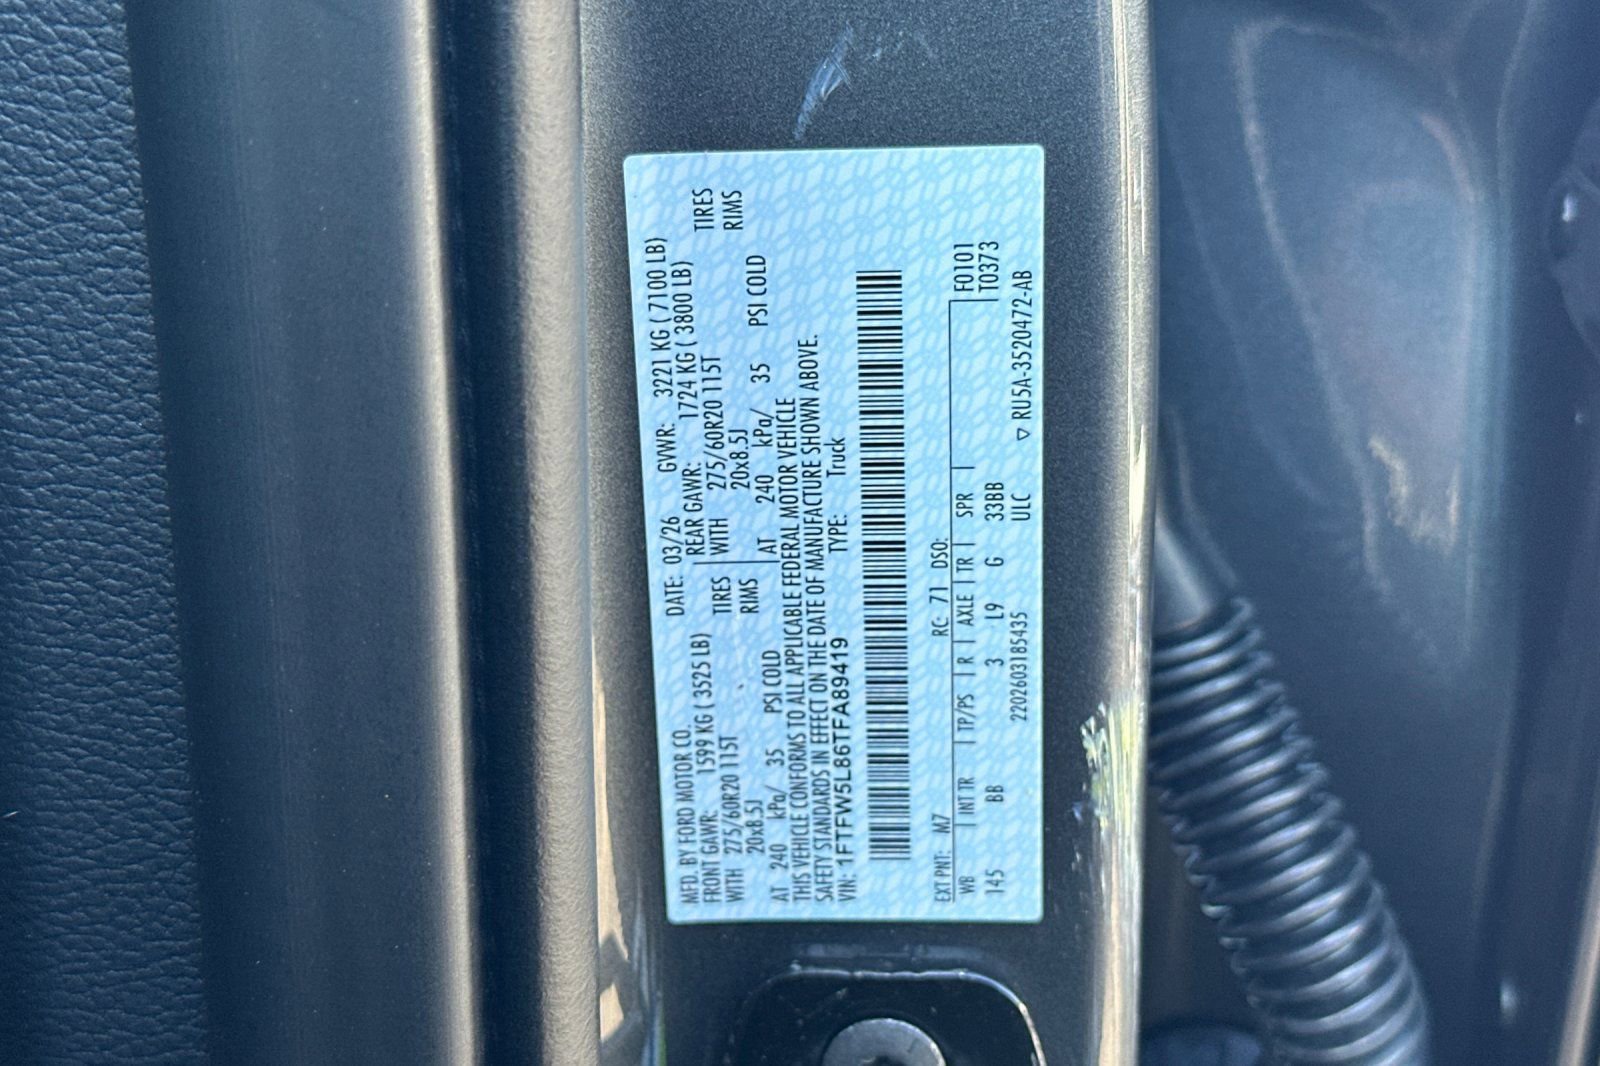 MFD. BY FORD MOTOR CO. DATE: 03/26 GVWR: 3221 KG ( 7100 LB)
FRONT GAWR: 1599 KG ( 3525 LB) REAR GAWR: 1724 KG ( 3800 LB)
WITH 275/60R20 115T TIRES WITH 275/60R20 115T TIRES
20x8.5J RIMS 20x8.5J RIMS
AT 240 kPa/ 35 PSI COLD AT 240 kPa/ 35 PSI COLD
THIS VEHICLE CONFORMS TO ALL APPLICABLE FEDERAL MOTOR VEHICLE
SAFETY STANDARDS IN EFFECT ON THE DATE OF MANUFACTURE SHOWN ABOVE.
VIN: 1FTFW5L86TFA89419 TYPE: Truck
EXT PNT: M7 RC: 71 DSO: F0101
WB INT TR TP/PS R AXLE TR SPR T0373
145 BB 3 L9 G 33BB
2202603185435 ULC ▽ RU5A-3520472-AB